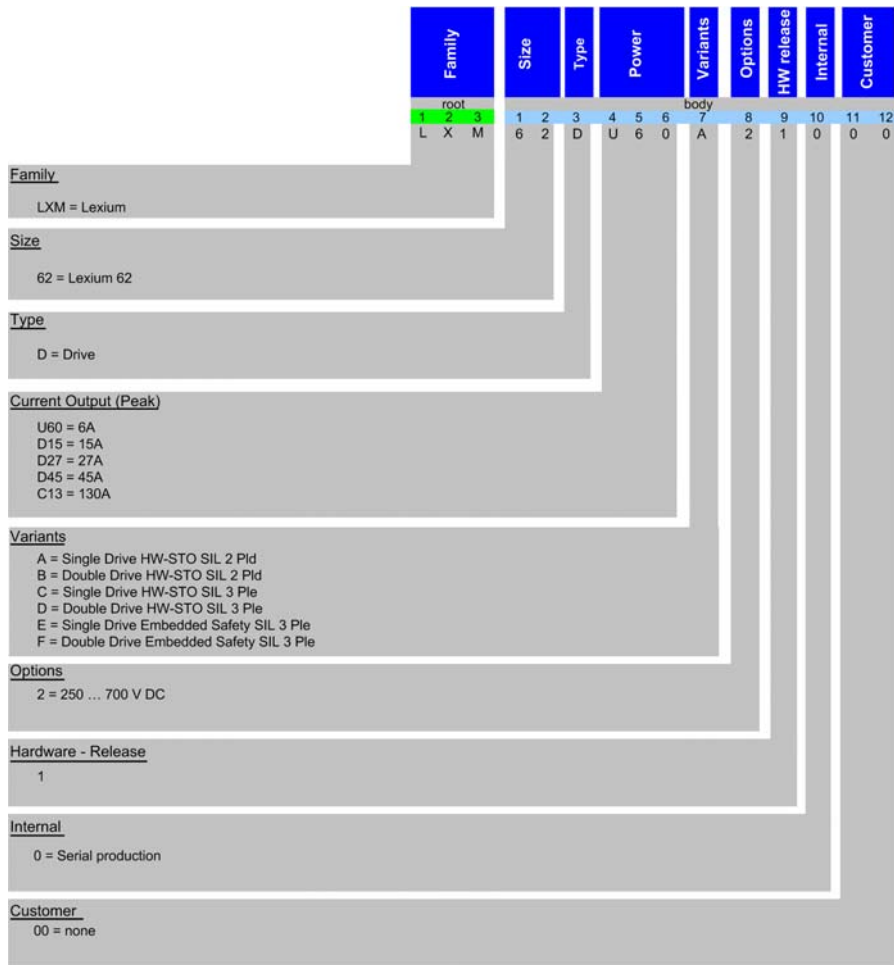 Family Size Type Power Variants Options HW release Internal Customer
root body
1 2 3 1 2 3 4 5 6 7 8 9 10 11 12
L X M 6 2 D U 6 0 A 2 1 0 0 0
Family
LXM = Lexium
Size
62 = Lexium 62
Type
D = Drive
Current Output (Peak)
U60 = 6A
D15 = 15A
D27 = 27A
D45 = 45A
C13 = 130A
Variants
A = Single Drive HW-STO SIL 2 Pld
B = Double Drive HW-STO SIL 2 Pld
C = Single Drive HW-STO SIL 3 Ple
D = Double Drive HW-STO SIL 3 Ple
E = Single Drive Embedded Safety SIL 3 Ple
F = Double Drive Embedded Safety SIL 3 Ple
Options
2 = 250 ... 700 V DC
Hardware - Release
1
Internal
0 = Serial production
Customer
00 = none